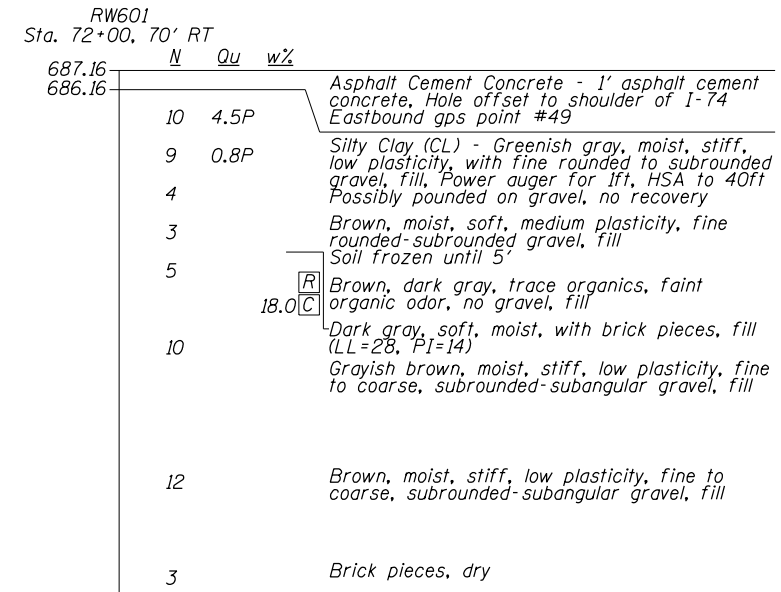 RW601
Sta. 72+00, 70' RT
N Qu w%
687.16
686.16
Asphalt Cement Concrete - 1' asphalt cement
concrete, Hole offset to shoulder of I-74
10 4.5P Eastbound gps point #49
Silty Clay (CL) - Greenish gray, moist, stiff,
9 0.8P low plasticity, with fine rounded to subrounded
gravel, fill, Power auger for 1ft, HSA to 40ft
4 Possibly pounded on gravel, no recovery
Brown, moist, soft, medium plasticity, fine
3 rounded-subrounded gravel, fill
Soil frozen until 5'
5
R Brown, dark gray, trace organics, faint
18.0 C organic odor, no gravel, fill
Dark gray, soft, moist, with brick pieces, fill
10 (LL=28, PI=14)
Grayish brown, moist, stiff, low plasticity, fine
to coarse, subrounded-subangular gravel, fill
12 Brown, moist, stiff, low plasticity, fine to
coarse, subrounded-subangular gravel, fill
3 Brick pieces, dry